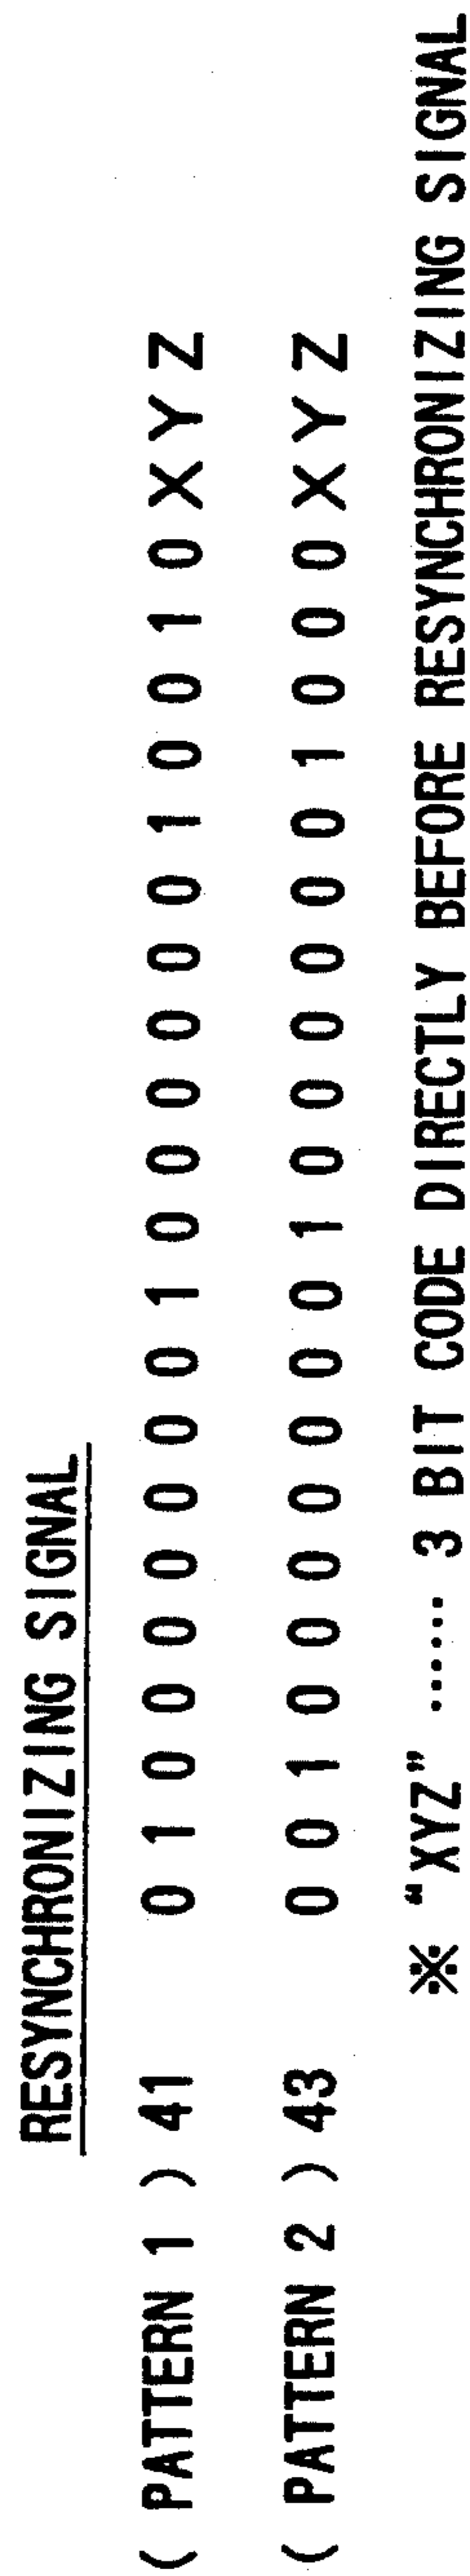 RESYNCHRONIZING SIGNAL
( PATTERN 1 ) 41 0 1 0 0 0 0 0 0 0 1 0 0 0 0 0 0 1 0 0 1 0 X Y Z
( PATTERN 2 ) 43 0 0 1 0 0 0 0 0 0 0 1 0 0 0 0 0 0 1 0 0 0 X Y Z
※ “XYZ” ...... 3 BIT CODE DIRECTLY BEFORE RESYNCHRONIZING SIGNAL